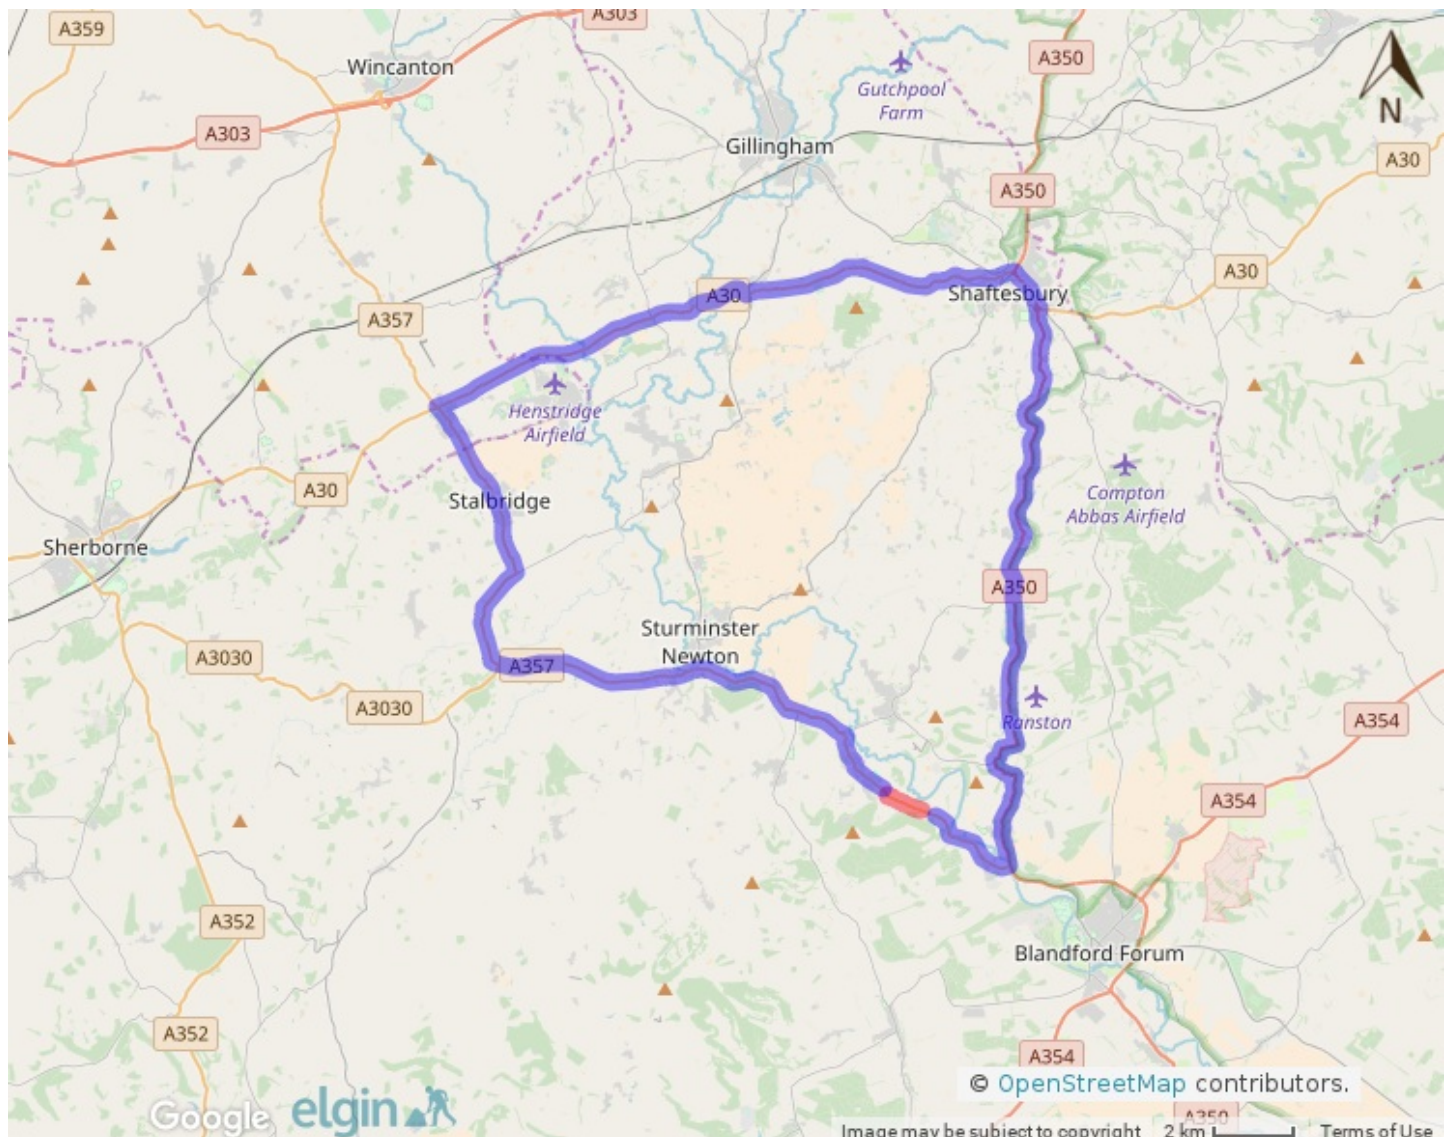 A303
A359
A350
Wincanton
Gutchpool
Farm
N
A303
Gillingham
A30
A350
A30
A30
Shaftesbury
A357
Henstridge
Airfield
A30
Stalbridge
Compton
Abbas Airfield
Sherborne
A350
Sturminster
Newton
A3030
A357
A3030
Ranston
A354
A354
A352
Blandford Forum
A352
A354
© OpenStreetMap contributors.
Google
elgin
A350
Image may be subject to copyright
2 km
Terms of Use